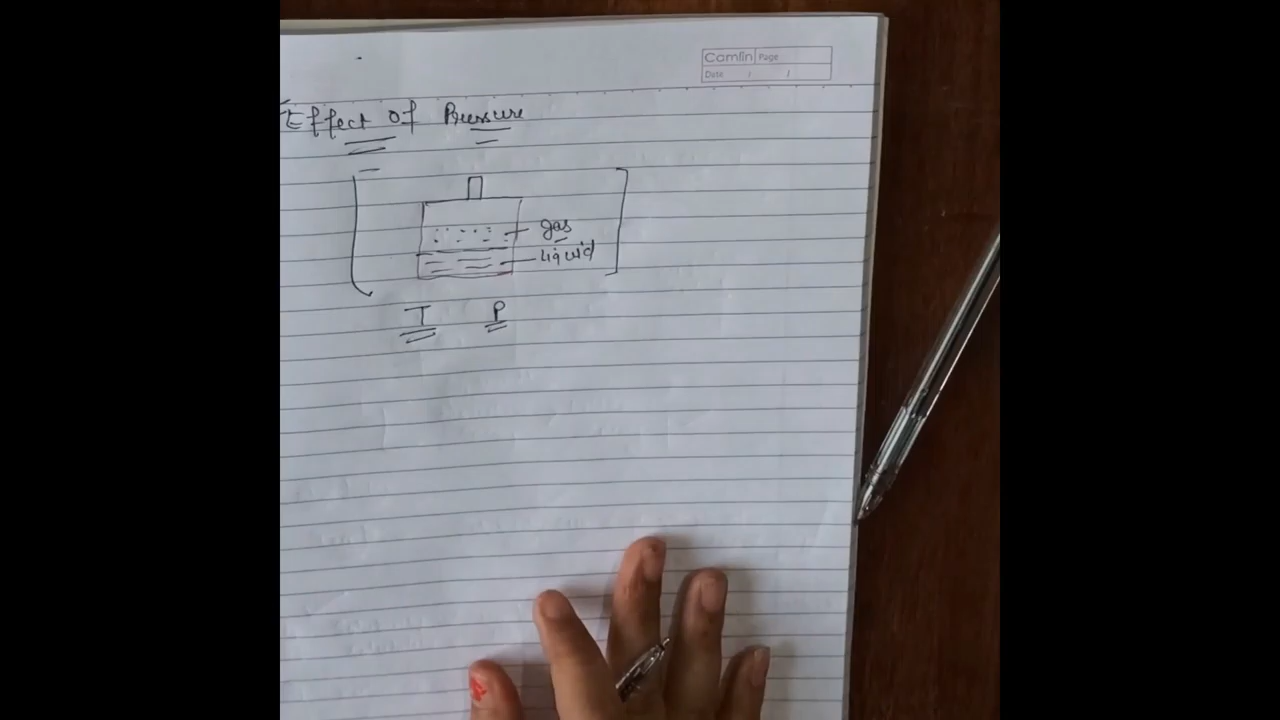 Camlin Page
Date / /
Effect of Pressure
gas
Liquid
T P